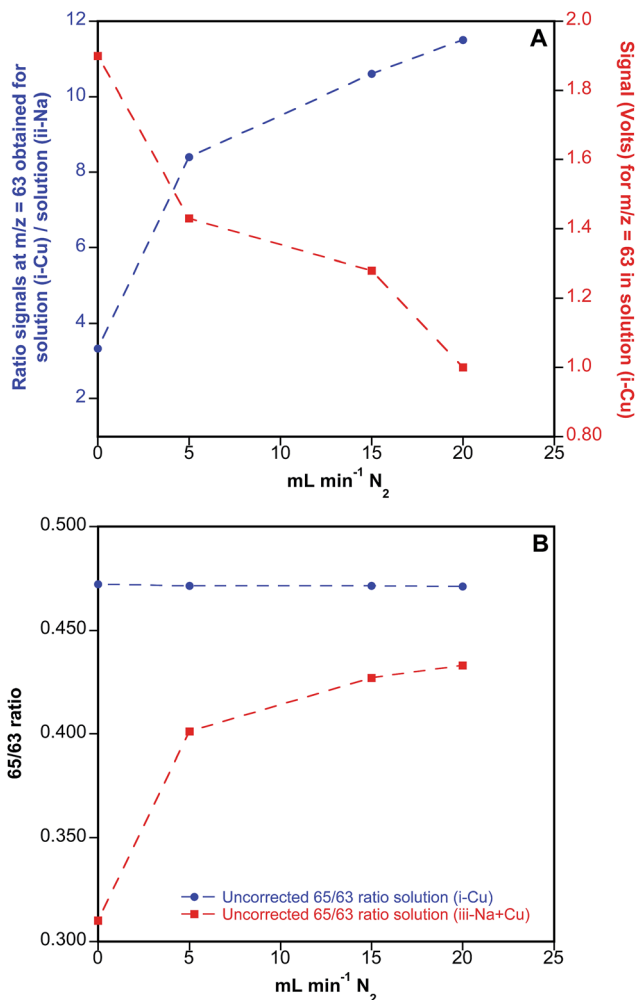 A
Ratio signals at m/z = 63 obtained for
solution (i-Cu) / solution (ii-Na)
12
10
8
6
4
2
2.0
1.8
1.6
1.4
1.2
1.0
0.80
Signal (Volts) for m/z = 63 in solution (i-Cu)
0 5 10 15 20 25
mL min⁻¹ N₂
B
65/63 ratio
0.500
0.450
0.400
0.350
0.300
Uncorrected 65/63 ratio solution (i-Cu)
Uncorrected 65/63 ratio solution (iii-Na+Cu)
0 5 10 15 20 25
mL min⁻¹ N₂